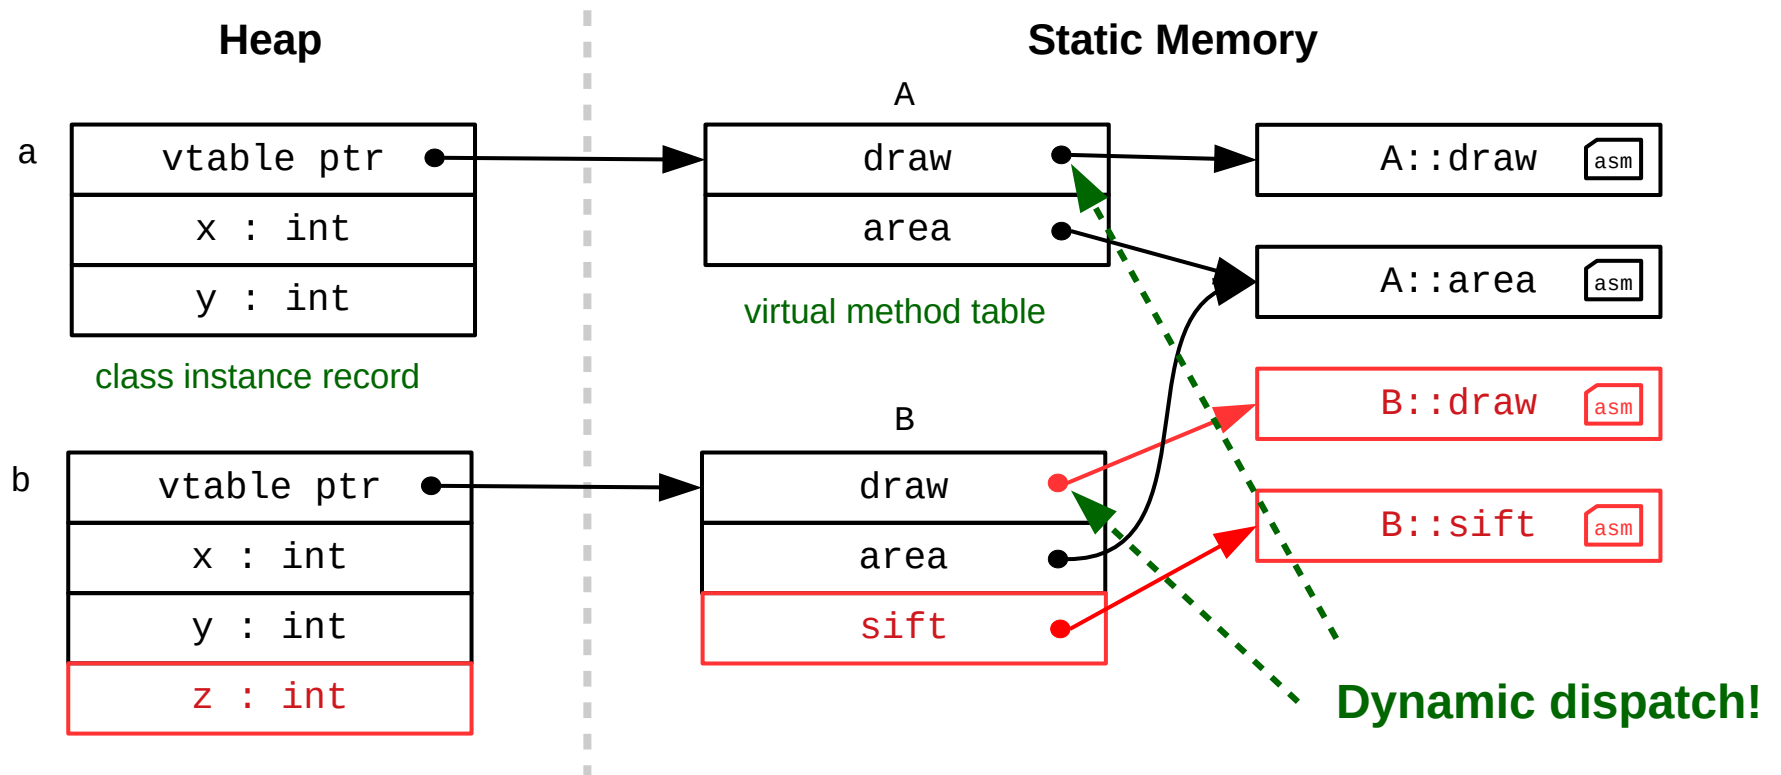 Heap
Static Memory
a
vtable ptr
x : int
y : int
class instance record
A
draw
area
virtual method table
A::draw asm
A::area asm
B::draw asm
B::sift asm
b
vtable ptr
x : int
y : int
z : int
B
draw
area
sift
Dynamic dispatch!